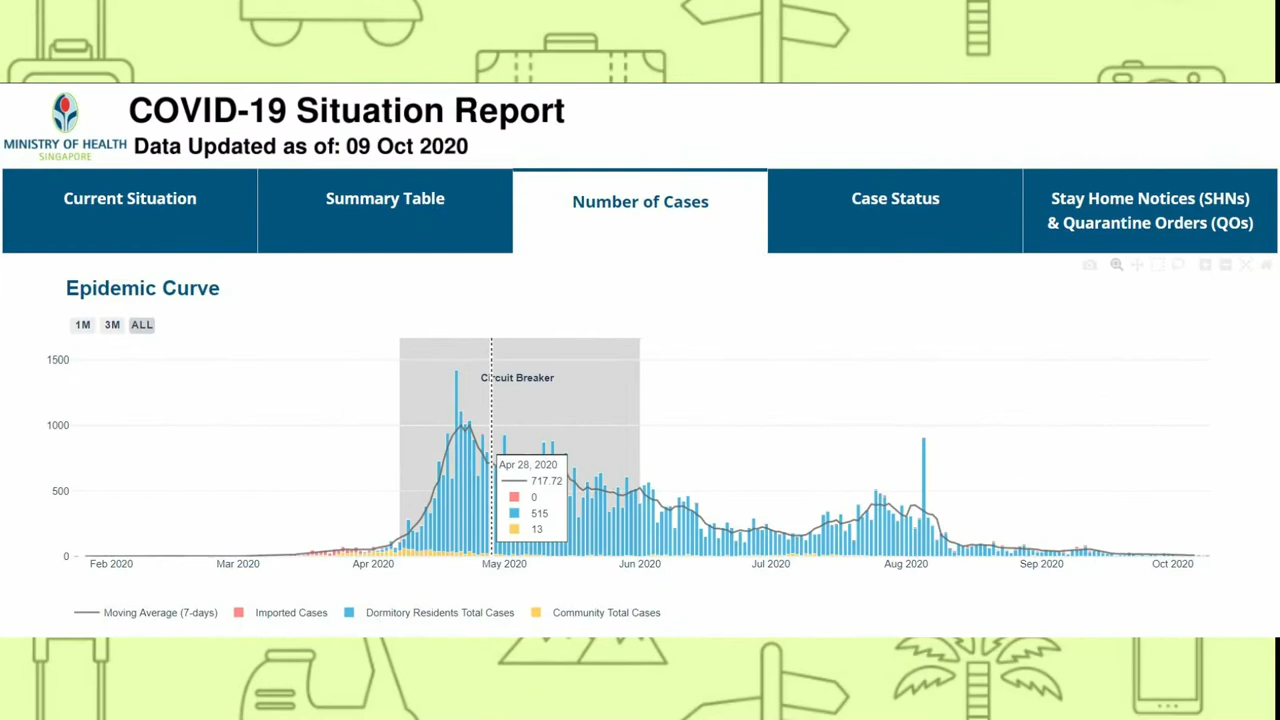 COVID-19 Situation Report
MINISTRY OF HEALTH
SINGAPORE
Data Updated as of: 09 Oct 2020
Current Situation
Summary Table
Number of Cases
Case Status
Stay Home Notices (SHNs)
& Quarantine Orders (QOs)
Epidemic Curve
1M 3M ALL
1500
Circuit Breaker
1000
Apr 28, 2020
717.72
0
515
13
500
0
Feb 2020 Mar 2020 Apr 2020 May 2020 Jun 2020 Jul 2020 Aug 2020 Sep 2020 Oct 2020
Moving Average (7-days) Imported Cases Dormitory Residents Total Cases Community Total Cases